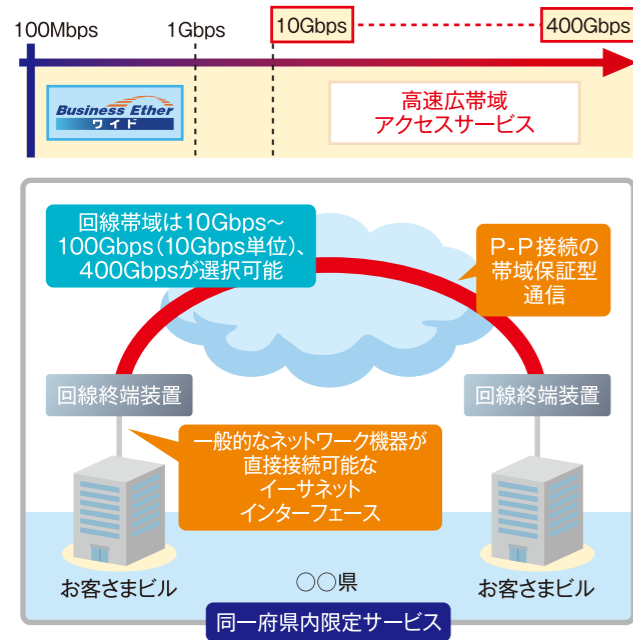 100Mbps
1Gbps
10Gbps
400Gbps
Business Ether
ワイド
高速広帯域
アクセスサービス
回線帯域は10Gbps～
100Gbps（10Gbps単位）、
400Gbpsが選択可能
P-P接続の
帯域保証型
通信
回線終端装置
回線終端装置
一般的なネットワーク機器が
直接接続可能な
イーサネット
インターフェース
お客さまビル
○○県
お客さまビル
同一府県内限定サービス